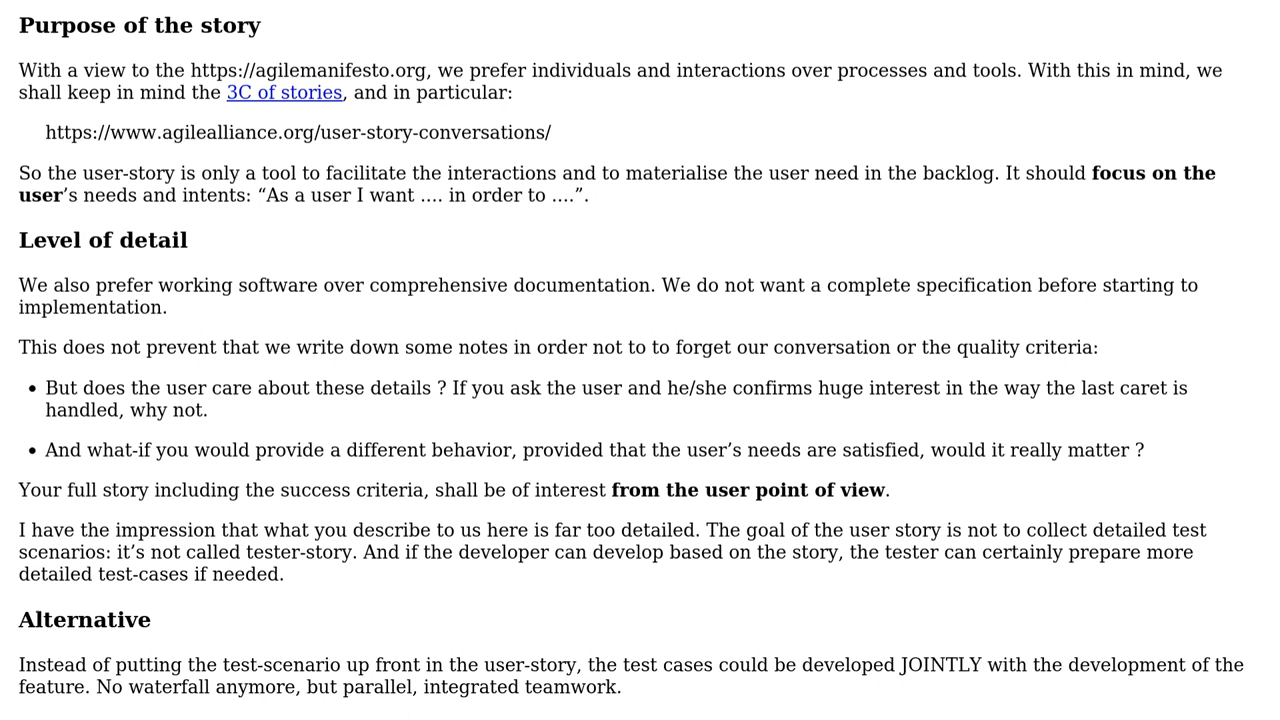 Purpose of the story
With a view to the https://agilemanifesto.org, we prefer individuals and interactions over processes and tools. With this in mind, we
shall keep in mind the 3C of stories, and in particular:
https://www.agilealliance.org/user-story-conversations/
So the user-story is only a tool to facilitate the interactions and to materialise the user need in the backlog. It should focus on the
user’s needs and intents: “As a user I want .... in order to ....”.
Level of detail
We also prefer working software over comprehensive documentation. We do not want a complete specification before starting to
implementation.
This does not prevent that we write down some notes in order not to to forget our conversation or the quality criteria:
• But does the user care about these details ? If you ask the user and he/she confirms huge interest in the way the last caret is
handled, why not.
• And what-if you would provide a different behavior, provided that the user’s needs are satisfied, would it really matter ?
Your full story including the success criteria, shall be of interest from the user point of view.
I have the impression that what you describe to us here is far too detailed. The goal of the user story is not to collect detailed test
scenarios: it’s not called tester-story. And if the developer can develop based on the story, the tester can certainly prepare more
detailed test-cases if needed.
Alternative
Instead of putting the test-scenario up front in the user-story, the test cases could be developed JOINTLY with the development of the
feature. No waterfall anymore, but parallel, integrated teamwork.